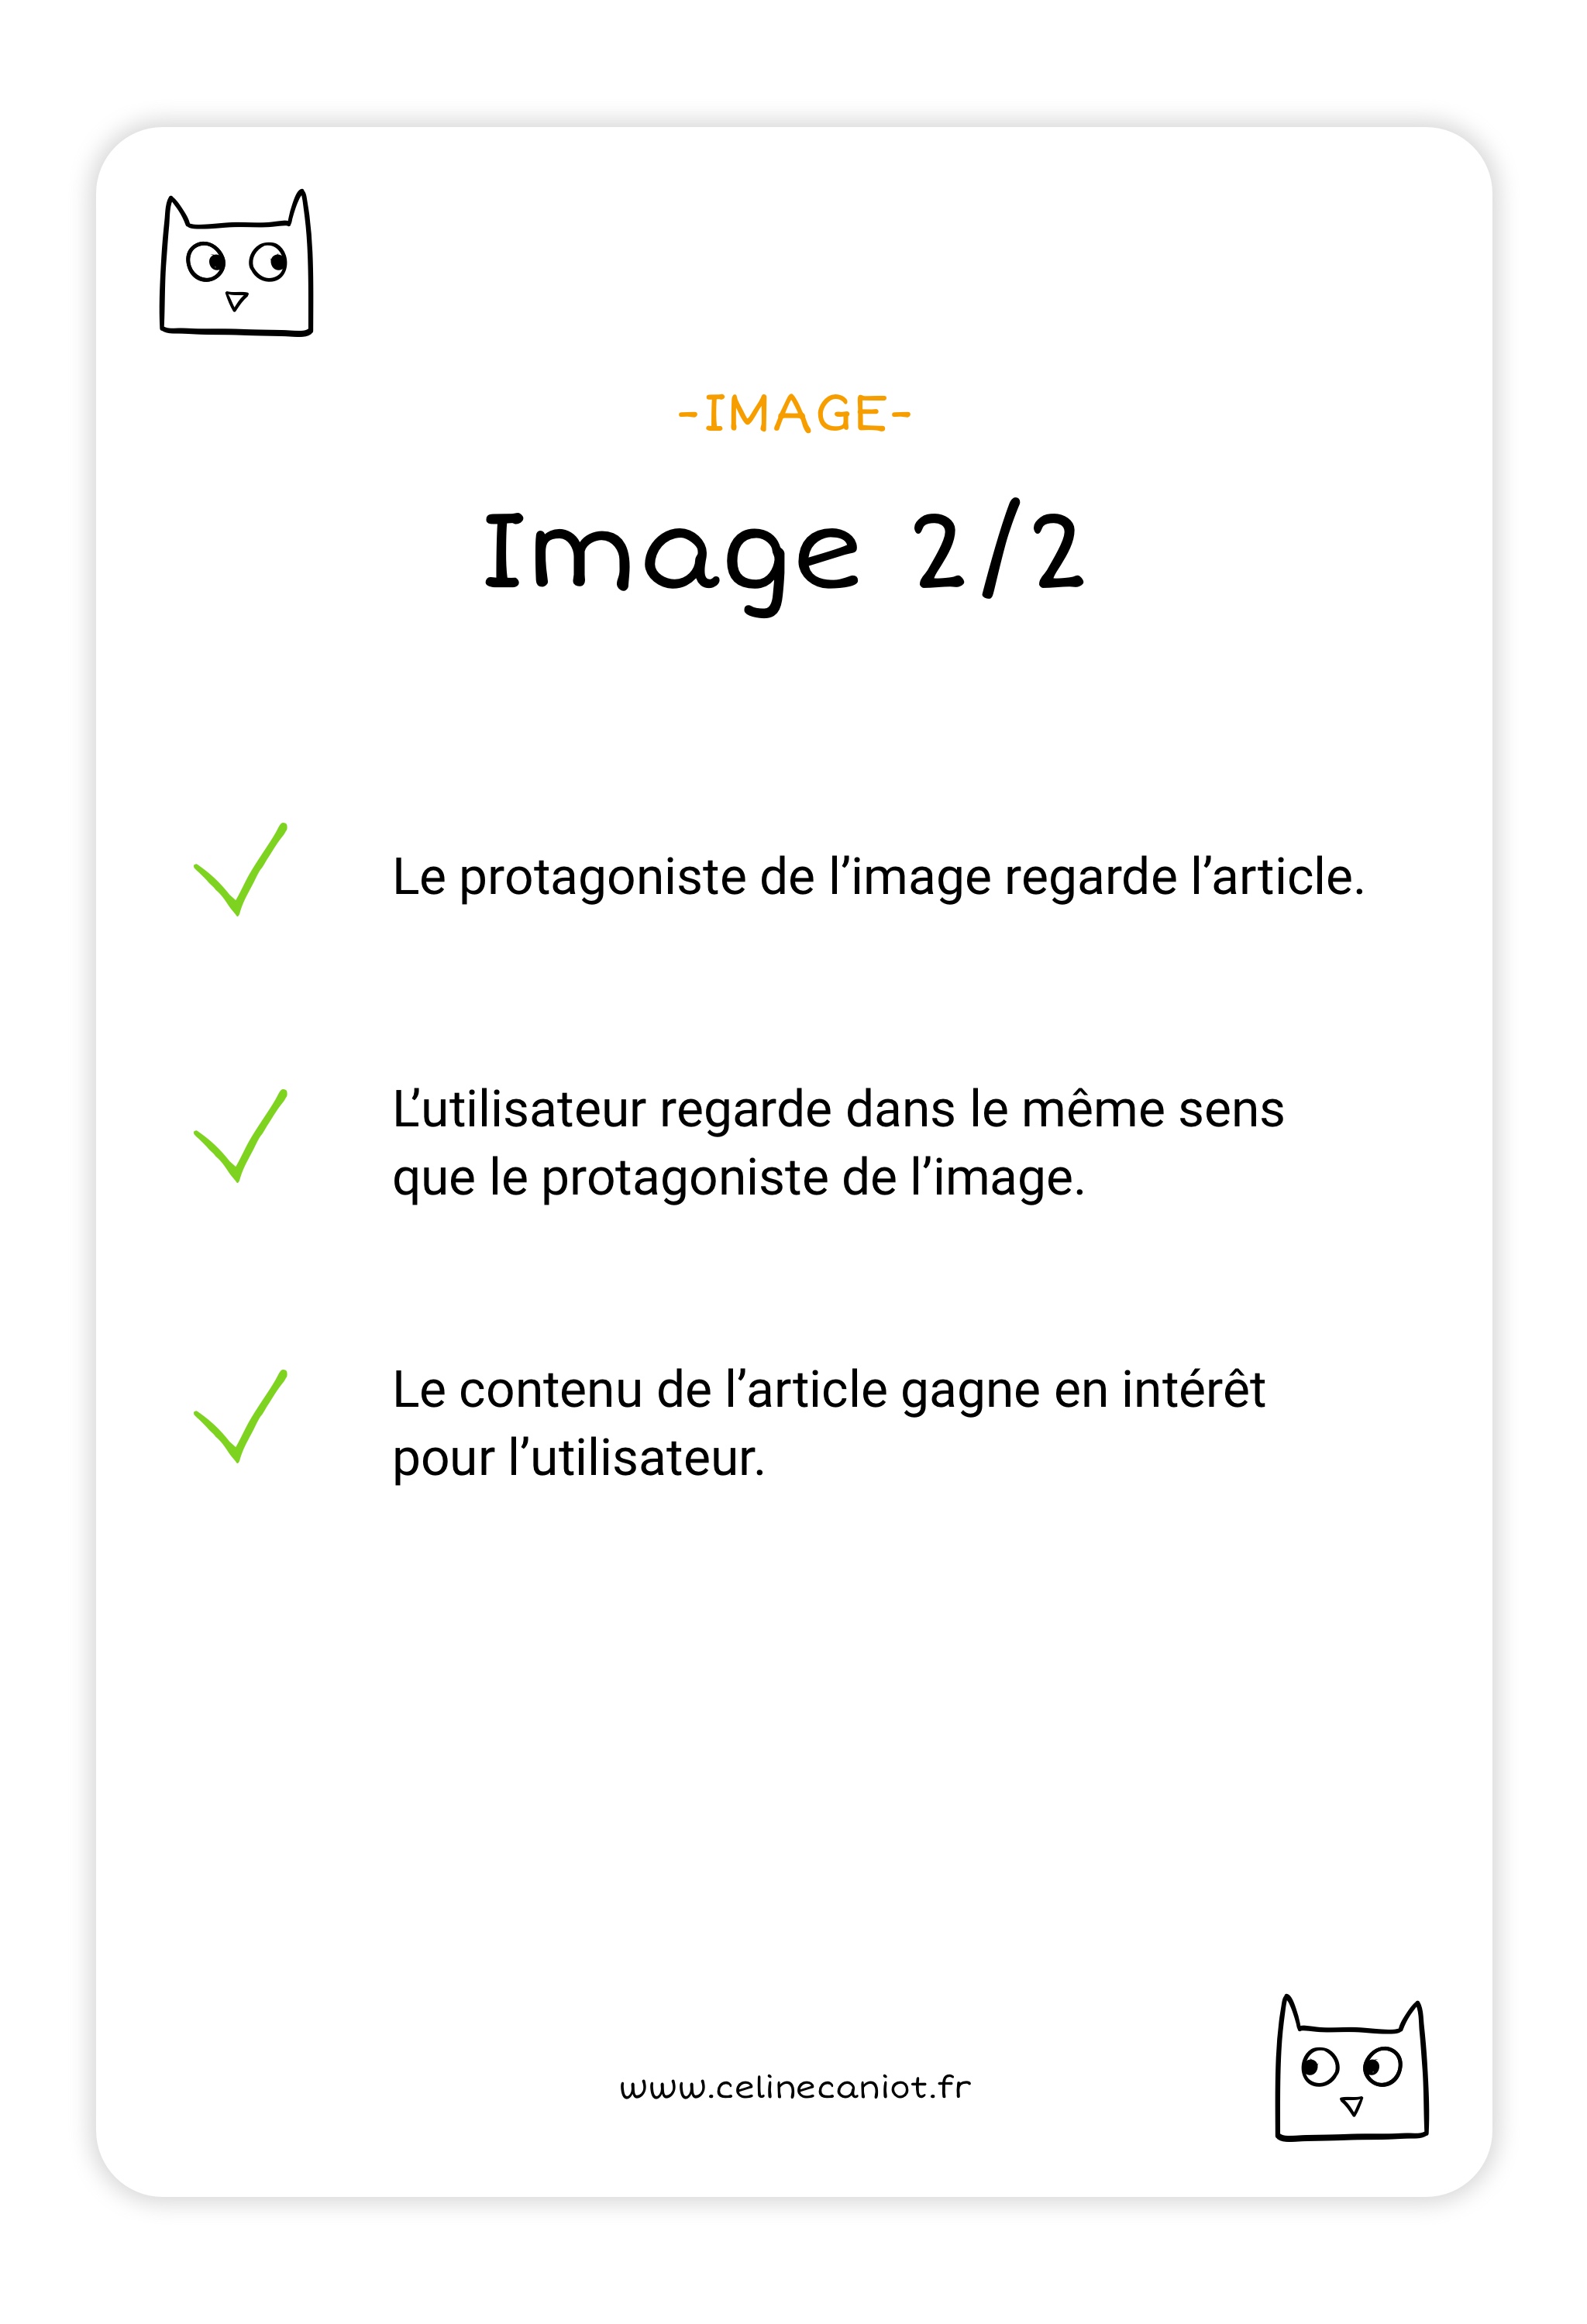 -IMAGE-
Image 2/2
Le protagoniste de l’image regarde l’article.
L’utilisateur regarde dans le même sens
que le protagoniste de l’image.
Le contenu de l’article gagne en intérêt
pour l’utilisateur.
www.celinecaniot.fr